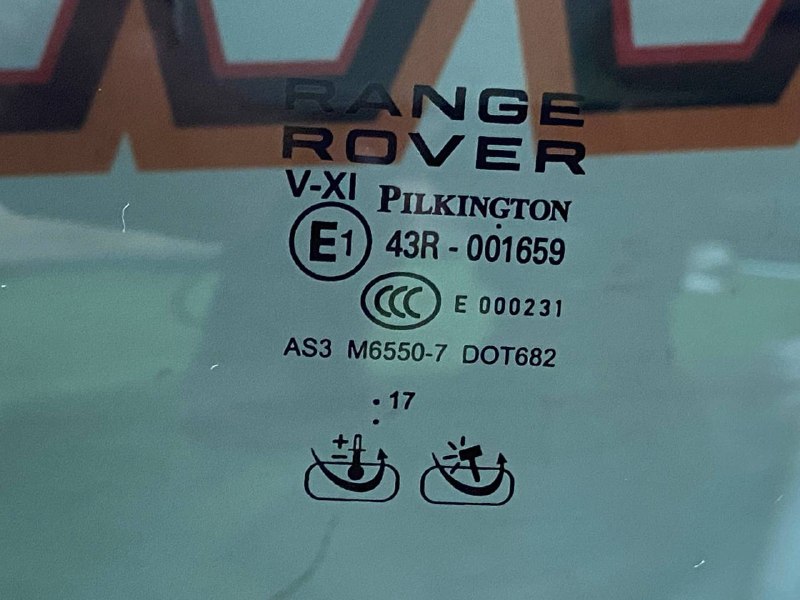 RANGE
ROVER
V-XI PILKINGTON
E1 43R - 001659
CCC E 000231
AS3 M6550-7 DOT682
: 17